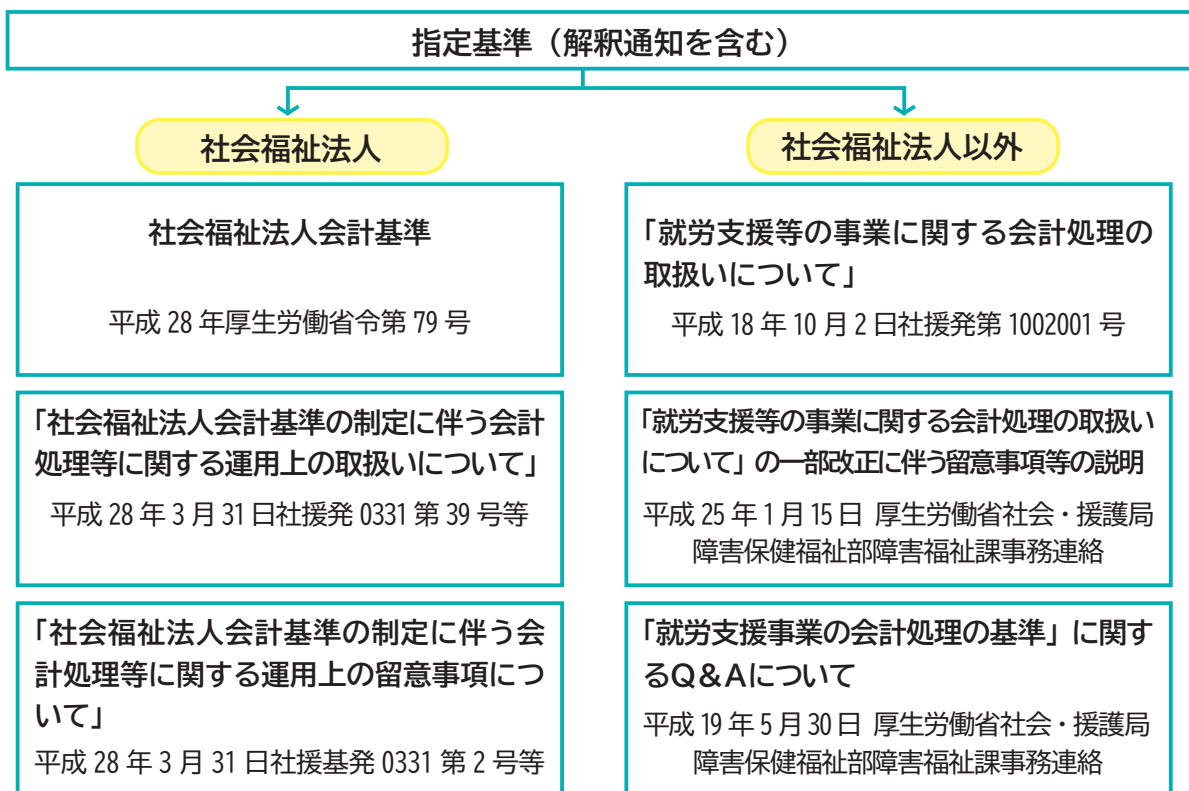 指定基準（解釈通知を含む）
社会福祉法人
社会福祉法人会計基準
平成 28 年厚生労働省令第 79 号
「社会福祉法人会計基準の制定に伴う会計
処理等に関する運用上の取扱いについて」
平成 28 年 3 月 31 日社援発 0331 第 39 号等
「社会福祉法人会計基準の制定に伴う会
計処理等に関する運用上の留意事項につ
いて」
平成 28 年 3 月 31 日社援基発 0331 第 2 号等
社会福祉法人以外
「就労支援等の事業に関する会計処理の
取扱いについて」
平成 18 年 10 月 2 日社援発第 1002001 号
「就労支援等の事業に関する会計処理の取扱い
について」の一部改正に伴う留意事項等の説明
平成 25 年 1 月 15 日 厚生労働省社会・援護局
障害保健福祉部障害福祉課事務連絡
「就労支援事業の会計処理の基準」に関す
るQ＆Aについて
平成 19 年 5 月 30 日 厚生労働省社会・援護局
障害保健福祉部障害福祉課事務連絡